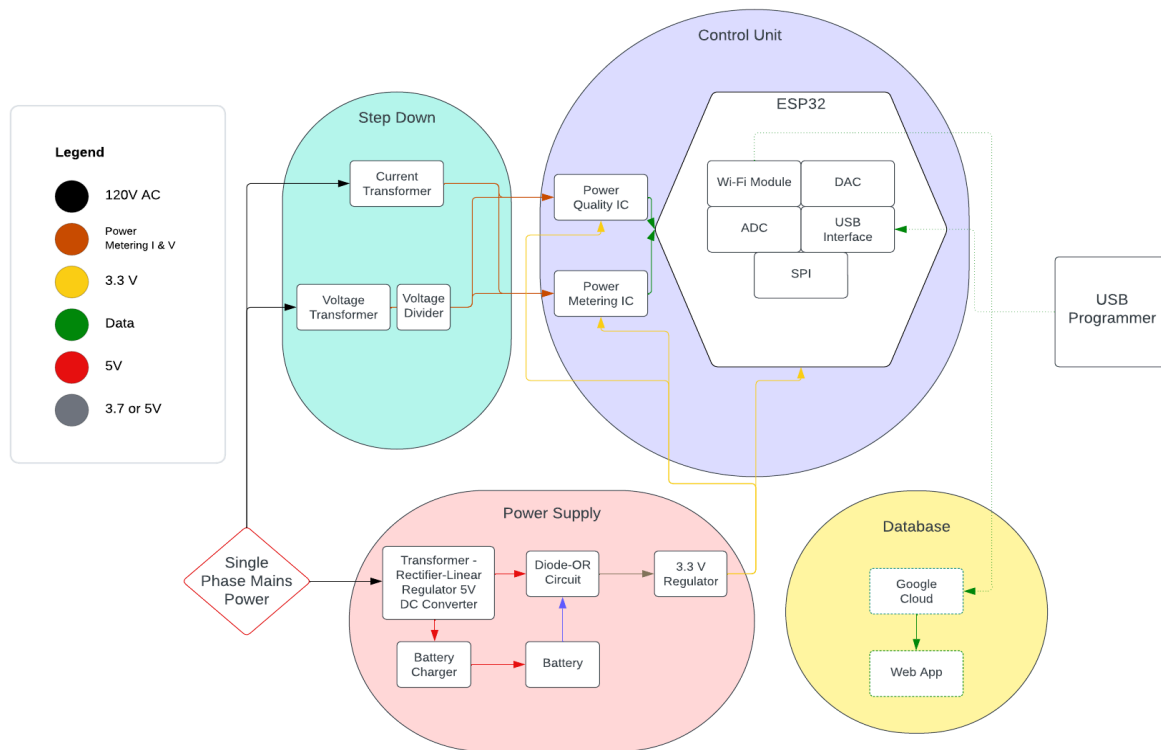 Control Unit
ESP32
Step Down
Legend
120V AC
Power
Metering I & V
3.3 V
Data
5V
3.7 or 5V
Current
Transformer
Voltage
Transformer
Voltage
Divider
Power
Quality IC
Power
Metering IC
Wi-Fi Module
DAC
ADC
USB
Interface
SPI
USB
Programmer
Single
Phase Mains
Power
Power Supply
Transformer -
Rectifier-Linear
Regulator 5V
DC Converter
Diode-OR
Circuit
3.3 V
Regulator
Battery
Charger
Battery
Database
Google
Cloud
Web App